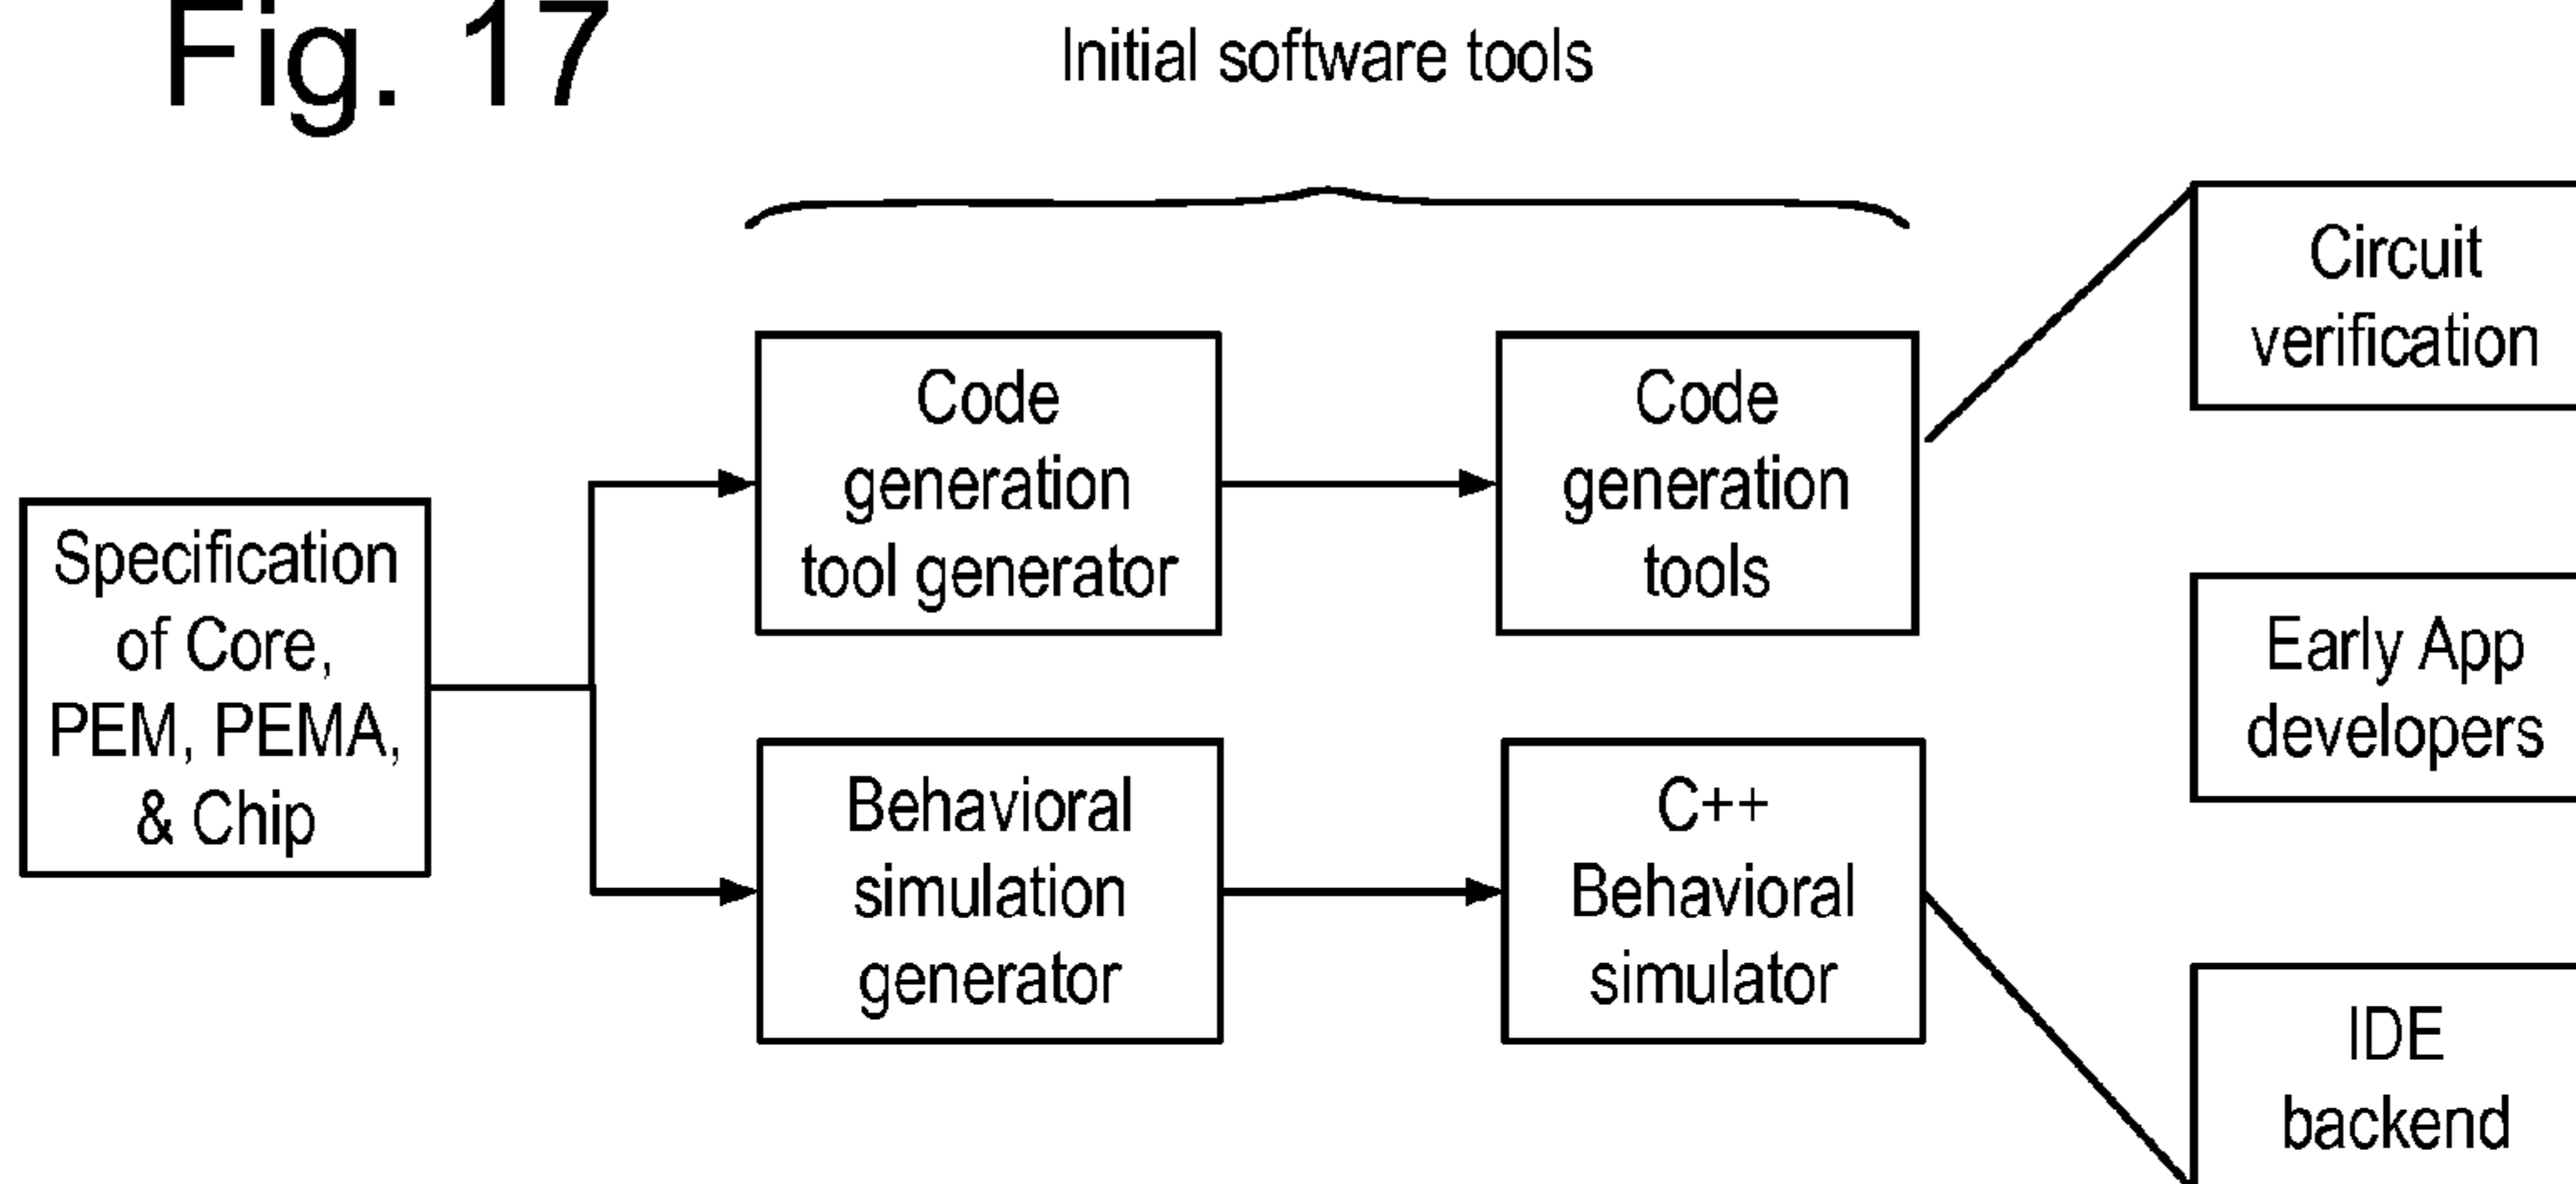 Fig. 17
Initial software tools
Specification
of Core,
PEM, PEMA,
& Chip
Code
generation
tool generator
Code
generation
tools
Behavioral
simulation
generator
C++
Behavioral
simulator
Circuit
verification
Early App
developers
IDE
backend